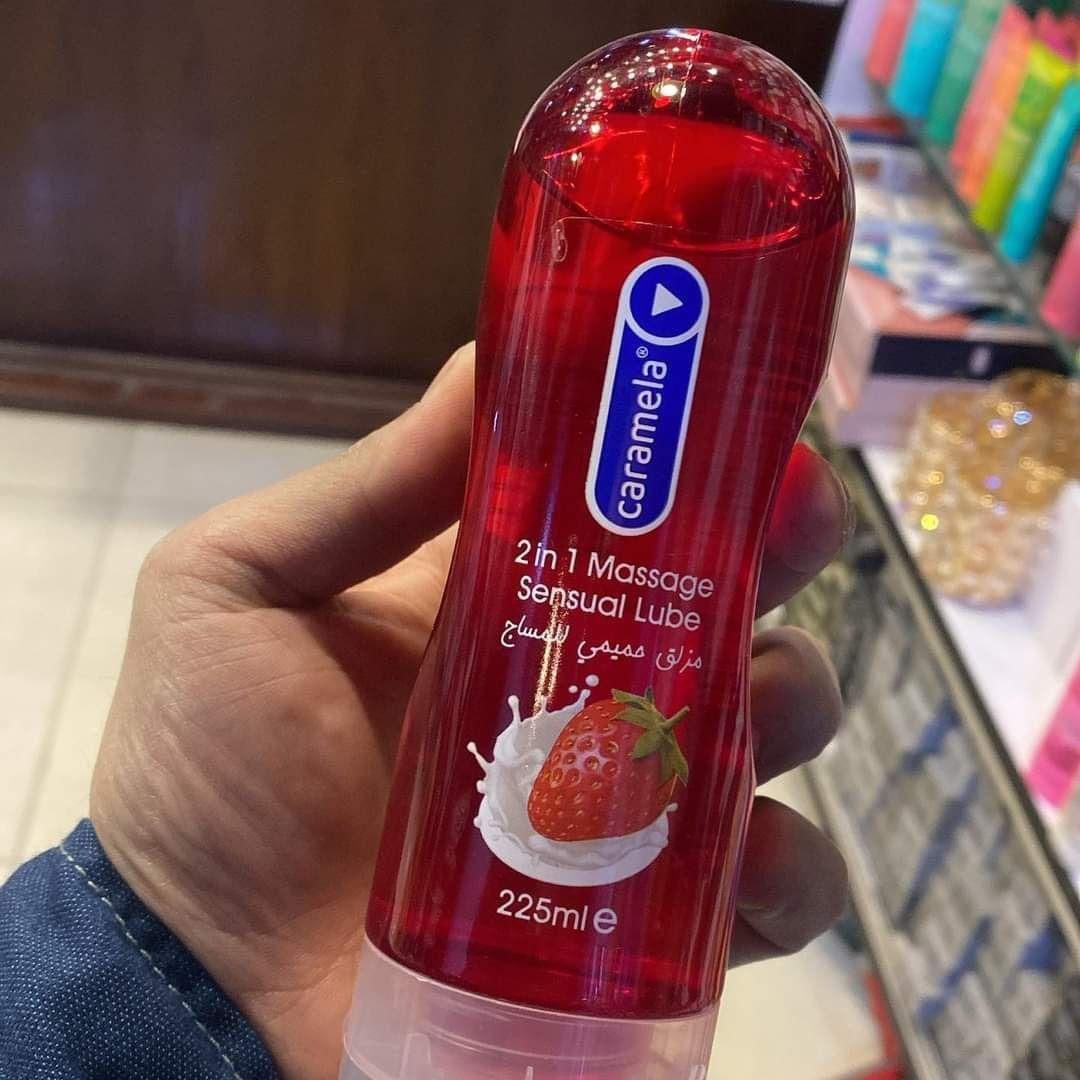 caramela®
2 in 1 Massage
Sensual Lube
مزلق حميمي للمساج
225ml e